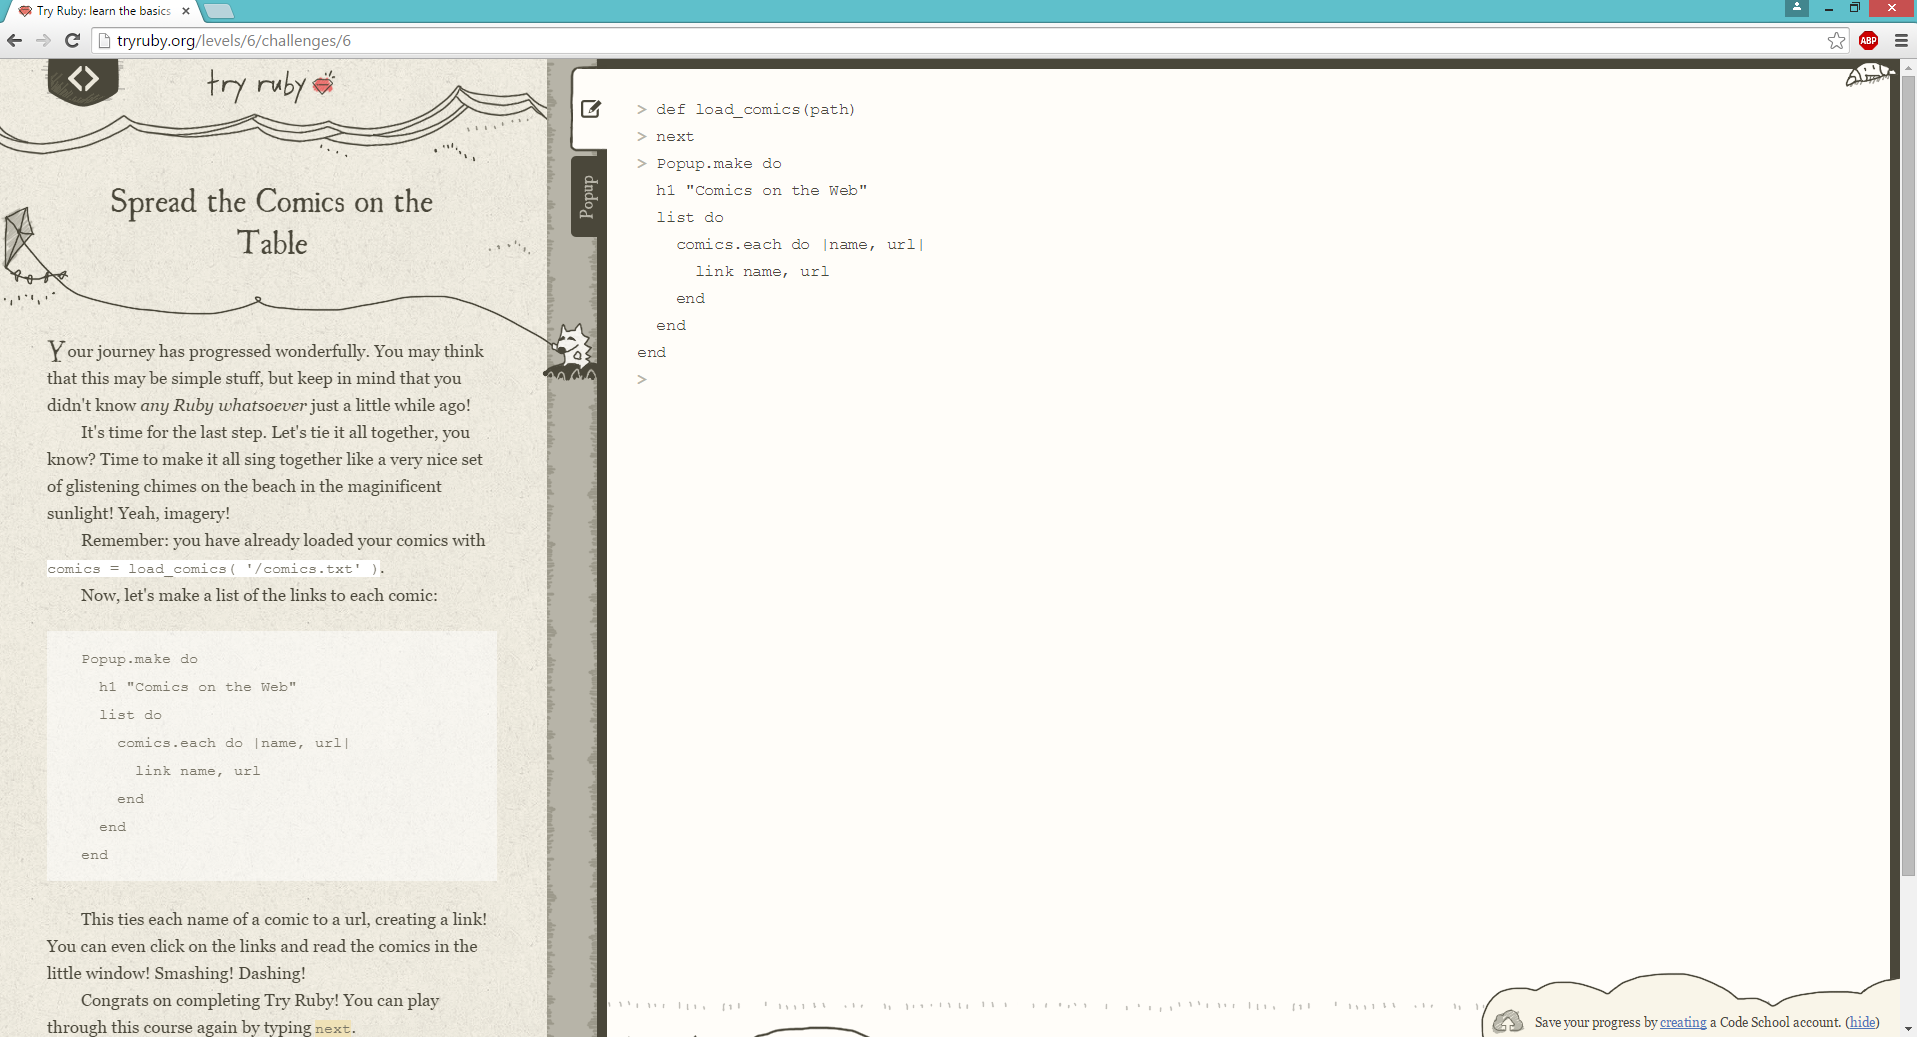 Try Ruby: learn the basics
tryruby.org/levels/6/challenges/6
ABP
try ruby
Spread the Comics on the
Table
Your journey has progressed wonderfully. You may think
that this may be simple stuff, but keep in mind that you
didn't know any Ruby whatsoever just a little while ago!
It's time for the last step. Let's tie it all together, you
know? Time to make it all sing together like a very nice set
of glistening chimes on the beach in the maginificent
sunlight! Yeah, imagery!
Remember: you have already loaded your comics with
comics = load_comics( '/comics.txt' ).
Now, let's make a list of the links to each comic:
Popup.make do
h1 "Comics on the Web"
list do
comics.each do |name, url|
link name, url
end
end
end
This ties each name of a comic to a url, creating a link!
You can even click on the links and read the comics in the
little window! Smashing! Dashing!
Congrats on completing Try Ruby! You can play
through this course again by typing next.
Popup
> def load_comics(path)
> next
> Popup.make do
h1 "Comics on the Web"
list do
comics.each do |name, url|
link name, url
end
end
end
>
Save your progress by creating a Code School account. (hide)